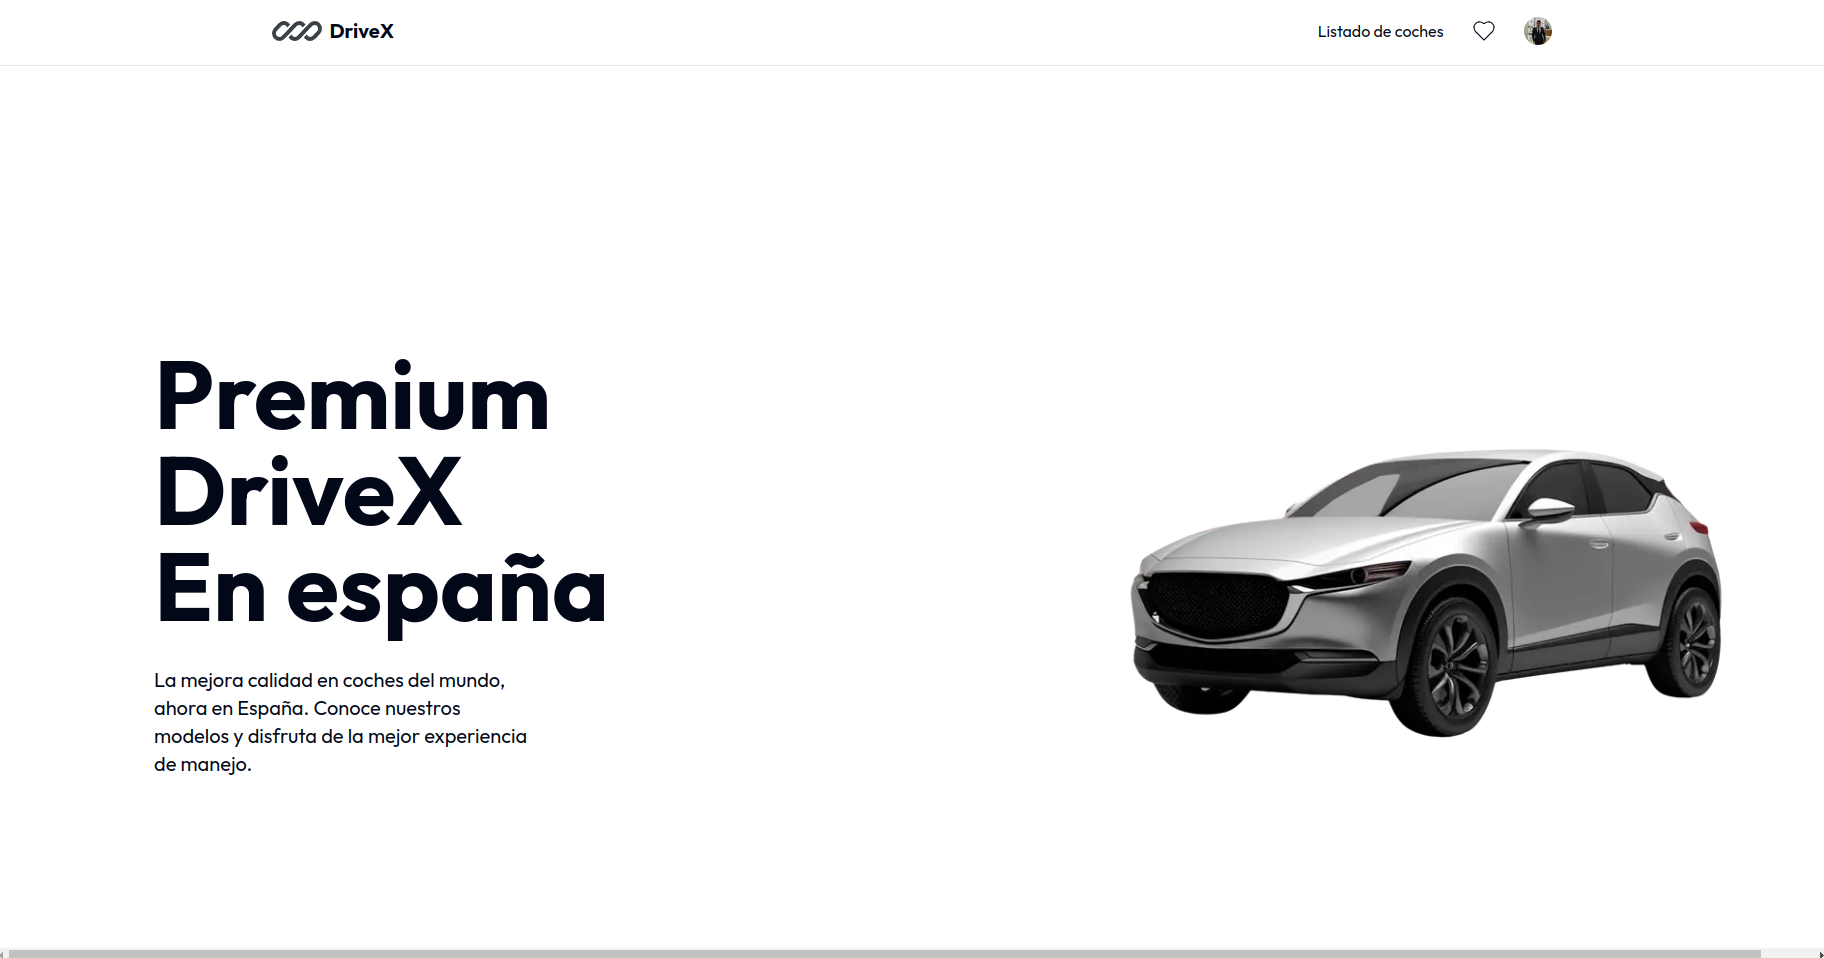 DriveX
Listado de coches
Premium
DriveX
En españa
La mejora calidad en coches del mundo,
ahora en España. Conoce nuestros
modelos y disfruta de la mejor experiencia
de manejo.